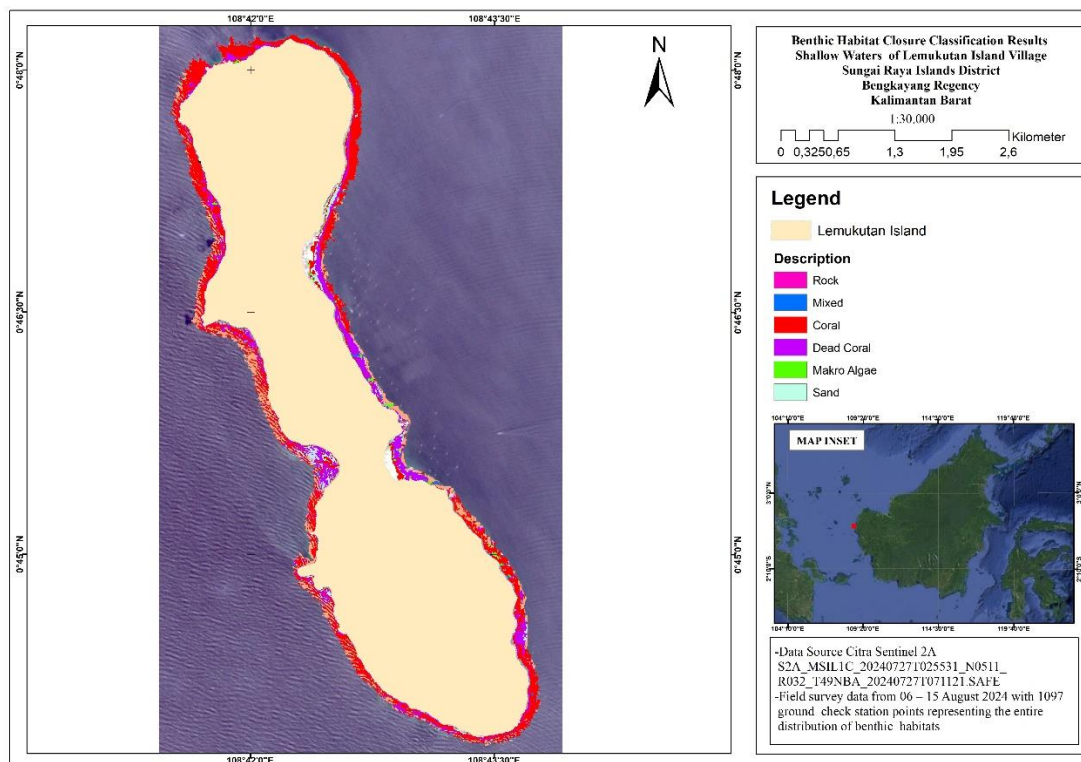 108°42'0"E 108°43'30"E
N
0°48'0"N 0°48'0"N
0°46'30"N 0°46'30"N
0°45'0"N 0°45'0"N
108°42'0"E 108°43'30"E
Benthic Habitat Closure Classification Results
Shallow Waters of Lemukutan Island Village
Sungai Raya Islands District
Bengkayang Regency
Kalimantan Barat
1:30.000
Kilometer
0 0,3250,65 1,3 1,95 2,6
Legend
Lemukutan Island
Description
Rock
Mixed
Coral
Dead Coral
Makro Algae
Sand
MAP INSET
-Data Source Citra Sentinel 2A
S2A_MSIL1C_20240727T025531_N0511_
R032_T49NBA_20240727T071121.SAFE
-Field survey data from 06 – 15 August 2024 with 1097
ground check station points representing the entire
distribution of benthic habitats